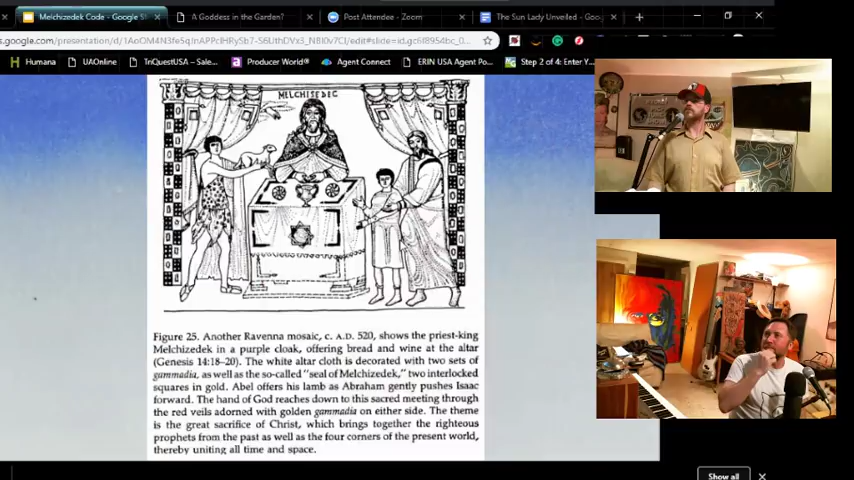 Melchizedek Code - Google Sl
A Goddess in the Garden?
Post Attendee - Zoom
The Sun Lady Unveiled - Goo
Humana
UAOnline
TriQuestUSA – Sale...
Producer World®
Agent Connect
ERIN USA Agent Po...
Step 2 of 4: Enter Y...
MELCHISEDEC
Figure 25. Another Ravenna mosaic, c. A.D. 520, shows the priest-king
Melchizedek in a purple cloak, offering bread and wine at the altar
(Genesis 14:18–20). The white altar cloth is decorated with two sets of
gammadia, as well as the so-called "seal of Melchizedek," two interlocked
squares in gold. Abel offers his lamb as Abraham gently pushes Isaac
forward. The hand of God reaches down to this sacred meeting through
the red veils adorned with golden gammadia on either side. The theme
is the great sacrifice of Christ, which brings together the righteous
prophets from the past as well as the four corners of the present world,
thereby uniting all time and space.
Show all